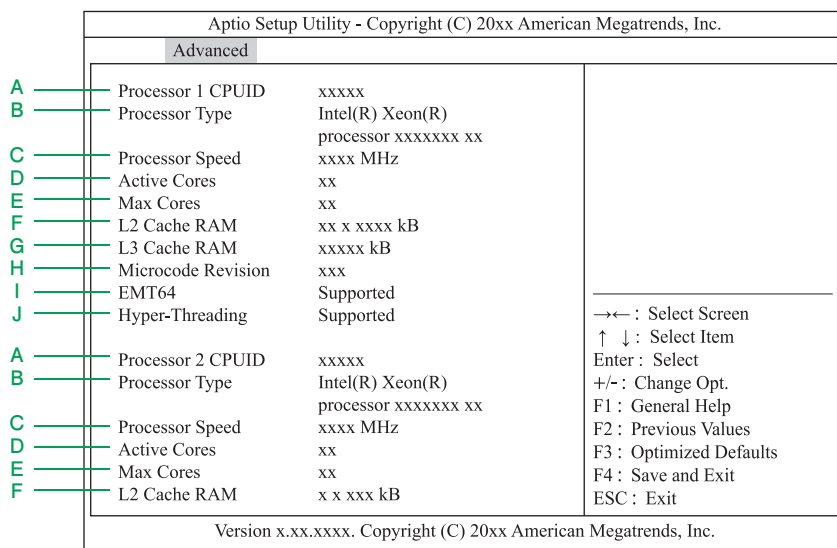 Aptio Setup Utility - Copyright (C) 20xx American Megatrends, Inc.
Advanced
A Processor 1 CPUID xxxxx
B Processor Type Intel(R) Xeon(R)
processor xxxxxxx xx
C Processor Speed xxxx MHz
D Active Cores xx
E Max Cores xx
F L2 Cache RAM xx x xxxx kB
G L3 Cache RAM xxxxx kB
H Microcode Revision xxx
I EMT64 Supported
J Hyper-Threading Supported
A Processor 2 CPUID xxxxx
B Processor Type Intel(R) Xeon(R)
processor xxxxxxx xx
C Processor Speed xxxx MHz
D Active Cores xx
E Max Cores xx
F L2 Cache RAM x x xxx kB
→←: Select Screen
↑ ↓: Select Item
Enter : Select
+/-: Change Opt.
F1 : General Help
F2 : Previous Values
F3 : Optimized Defaults
F4 : Save and Exit
ESC : Exit
Version x.xx.xxxx. Copyright (C) 20xx American Megatrends, Inc.